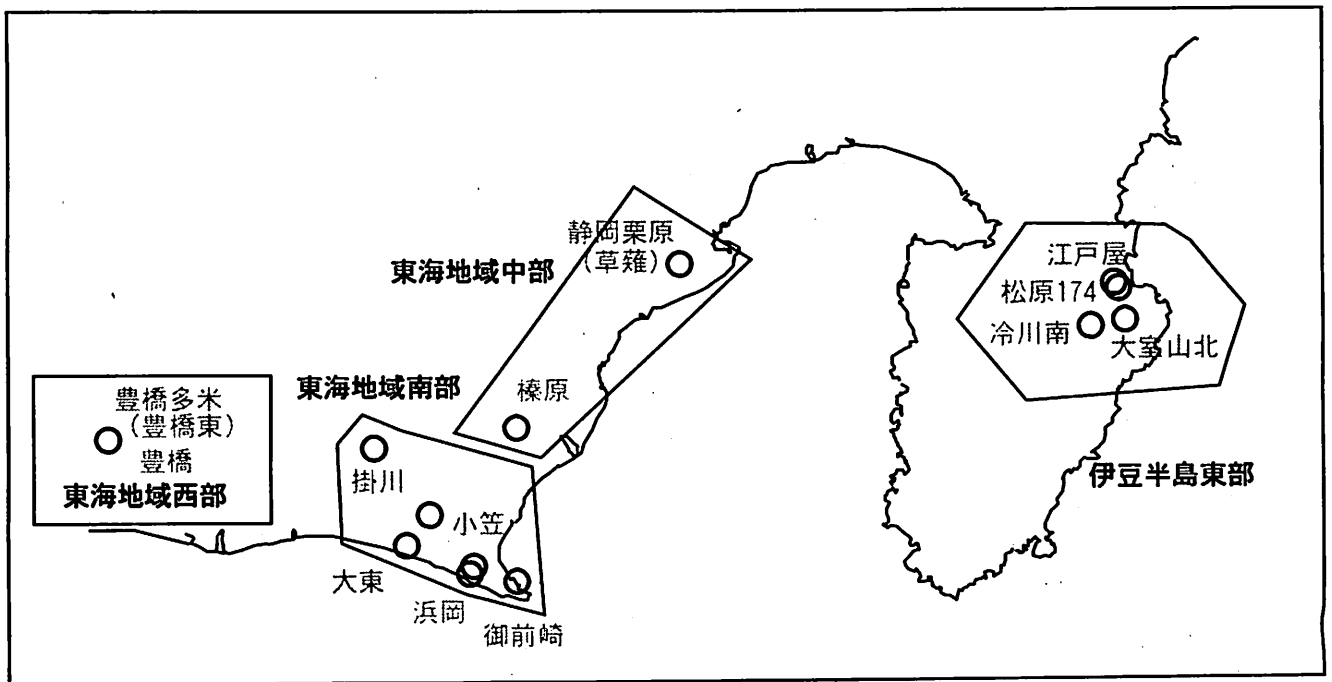 静岡栗原
(草薙)
東海地域中部
榛原
東海地域南部
掛川
小笠
大東
浜岡
御前崎
豊橋多米
(豊橋東)
豊橋
東海地域西部
江戸屋
松原174
冷川南
大室山北
伊豆半島東部